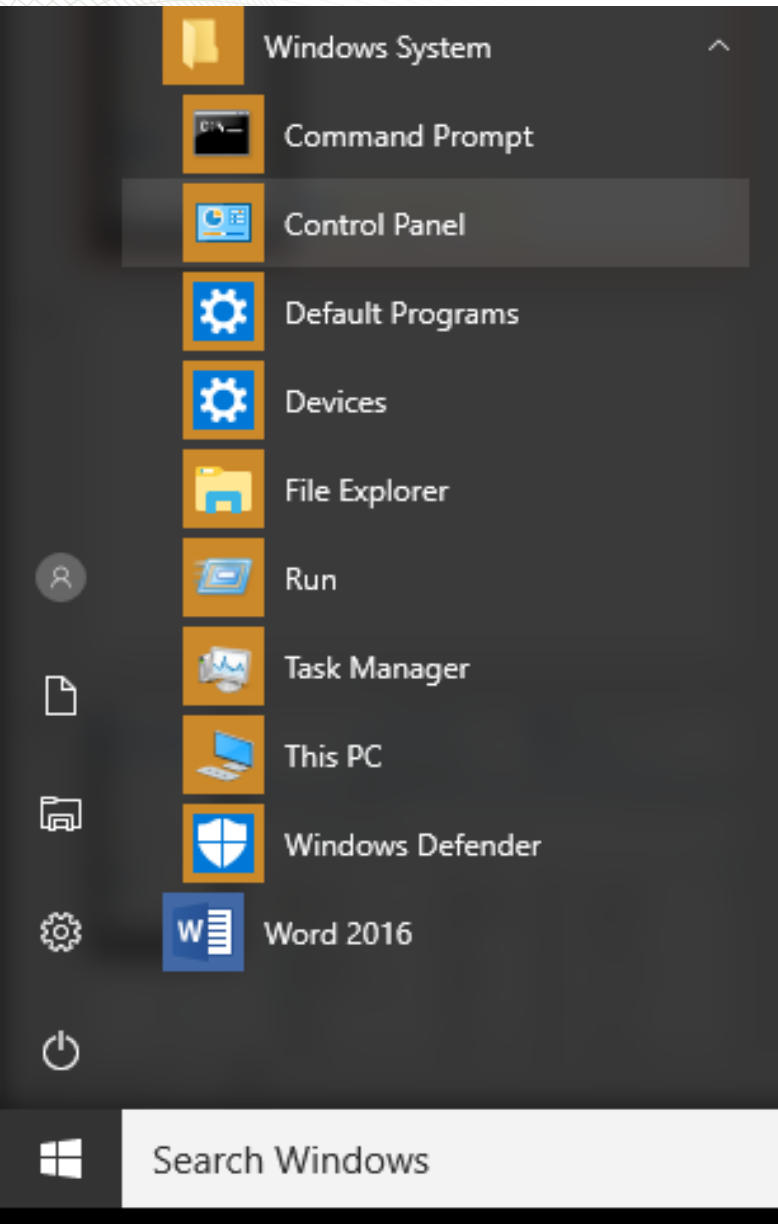 Windows System
Command Prompt
Control Panel
Default Programs
Devices
File Explorer
Run
Task Manager
This PC
Windows Defender
Word 2016
Search Windows